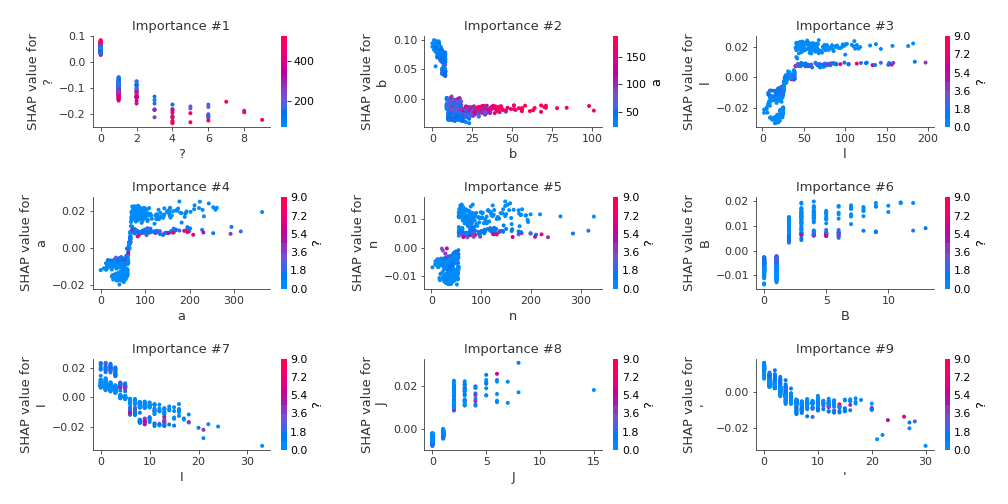 Importance #1
SHAP value for
?
0.1
0.0
−0.1
−0.2
0 2 4 6 8
?
400
200
Importance #2
SHAP value for
b
0.10
0.05
0.00
0 25 50 75 100
b
150
100
50
a
Importance #3
SHAP value for
l
0.02
0.00
−0.02
0 50 100 150 200
l
9.0
7.2
5.4
3.6
1.8
0.0
?
Importance #4
SHAP value for
a
0.02
0.00
−0.02
0 100 200 300
a
9.0
7.2
5.4
3.6
1.8
0.0
?
Importance #5
SHAP value for
n
0.01
0.00
−0.01
0 100 200 300
n
9.0
7.2
5.4
3.6
1.8
0.0
?
Importance #6
SHAP value for
B
0.02
0.01
0.00
−0.01
0 5 10
B
9.0
7.2
5.4
3.6
1.8
0.0
?
Importance #7
SHAP value for
I
0.02
0.00
−0.02
0 10 20 30
I
9.0
7.2
5.4
3.6
1.8
0.0
?
Importance #8
SHAP value for
J
0.02
0.00
0 5 10 15
J
9.0
7.2
5.4
3.6
1.8
0.0
?
Importance #9
SHAP value for
'
0.00
−0.02
0 10 20 30
'
9.0
7.2
5.4
3.6
1.8
0.0
?